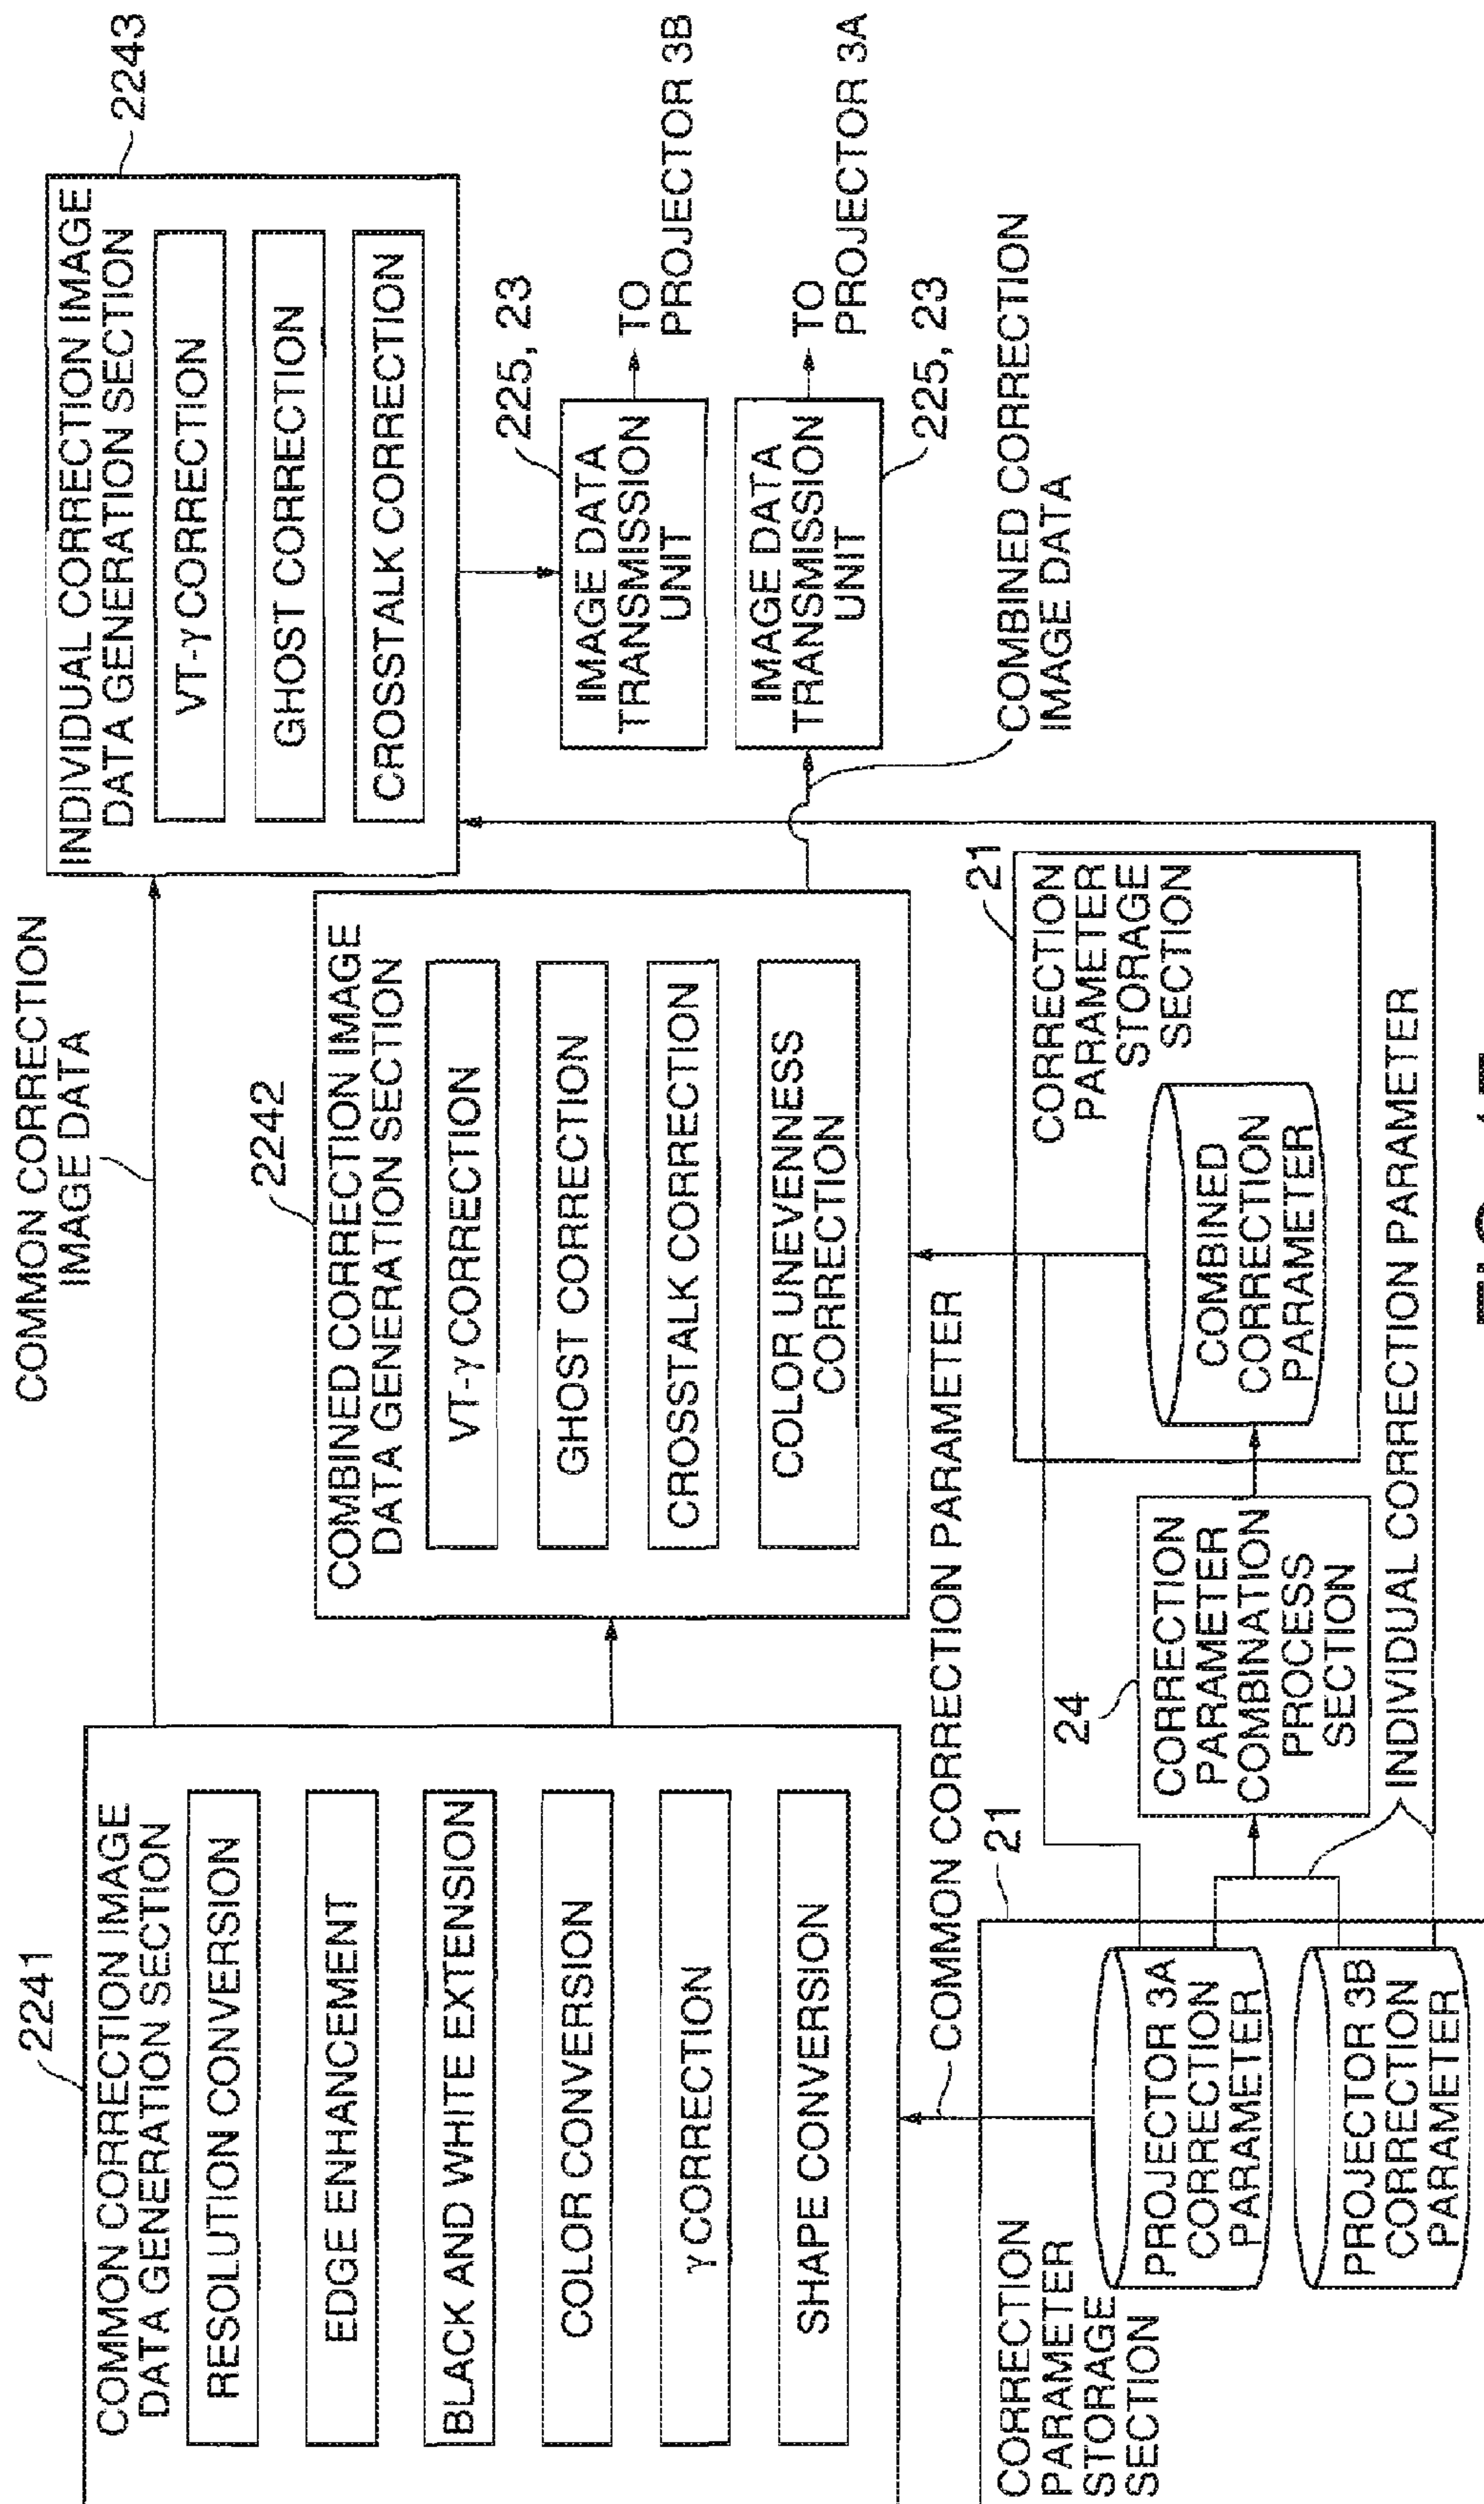 2241
COMMON CORRECTION IMAGE
DATA GENERATION SECTION
RESOLUTION CONVERSION
EDGE ENHANCEMENT
BLACK AND WHITE EXTENSION
COLOR CONVERSION
γ CORRECTION
SHAPE CONVERSION
COMMON CORRECTION
IMAGE DATA
2242
COMBINED CORRECTION IMAGE
DATA GENERATION SECTION
VT-γ CORRECTION
GHOST CORRECTION
CROSSTALK CORRECTION
COLOR UNEVENNESS
CORRECTION
2243
INDIVIDUAL CORRECTION IMAGE
DATA GENERATION SECTION
VT-γ CORRECTION
GHOST CORRECTION
CROSSTALK CORRECTION
225, 23
IMAGE DATA
TRANSMISSION
UNIT
TO
PROJECTOR 3B
IMAGE DATA
TRANSMISSION
UNIT
TO
PROJECTOR 3A
225, 23
COMBINED CORRECTION
IMAGE DATA
COMMON CORRECTION PARAMETER
21
CORRECTION
PARAMETER
STORAGE
SECTION
PROJECTOR 3A
CORRECTION
PARAMETER
PROJECTOR 3B
CORRECTION
PARAMETER
24
CORRECTION
PARAMETER
COMBINATION
PROCESS
SECTION
21
CORRECTION
PARAMETER
STORAGE
SECTION
COMBINED
CORRECTION
PARAMETER
INDIVIDUAL CORRECTION PARAMETER